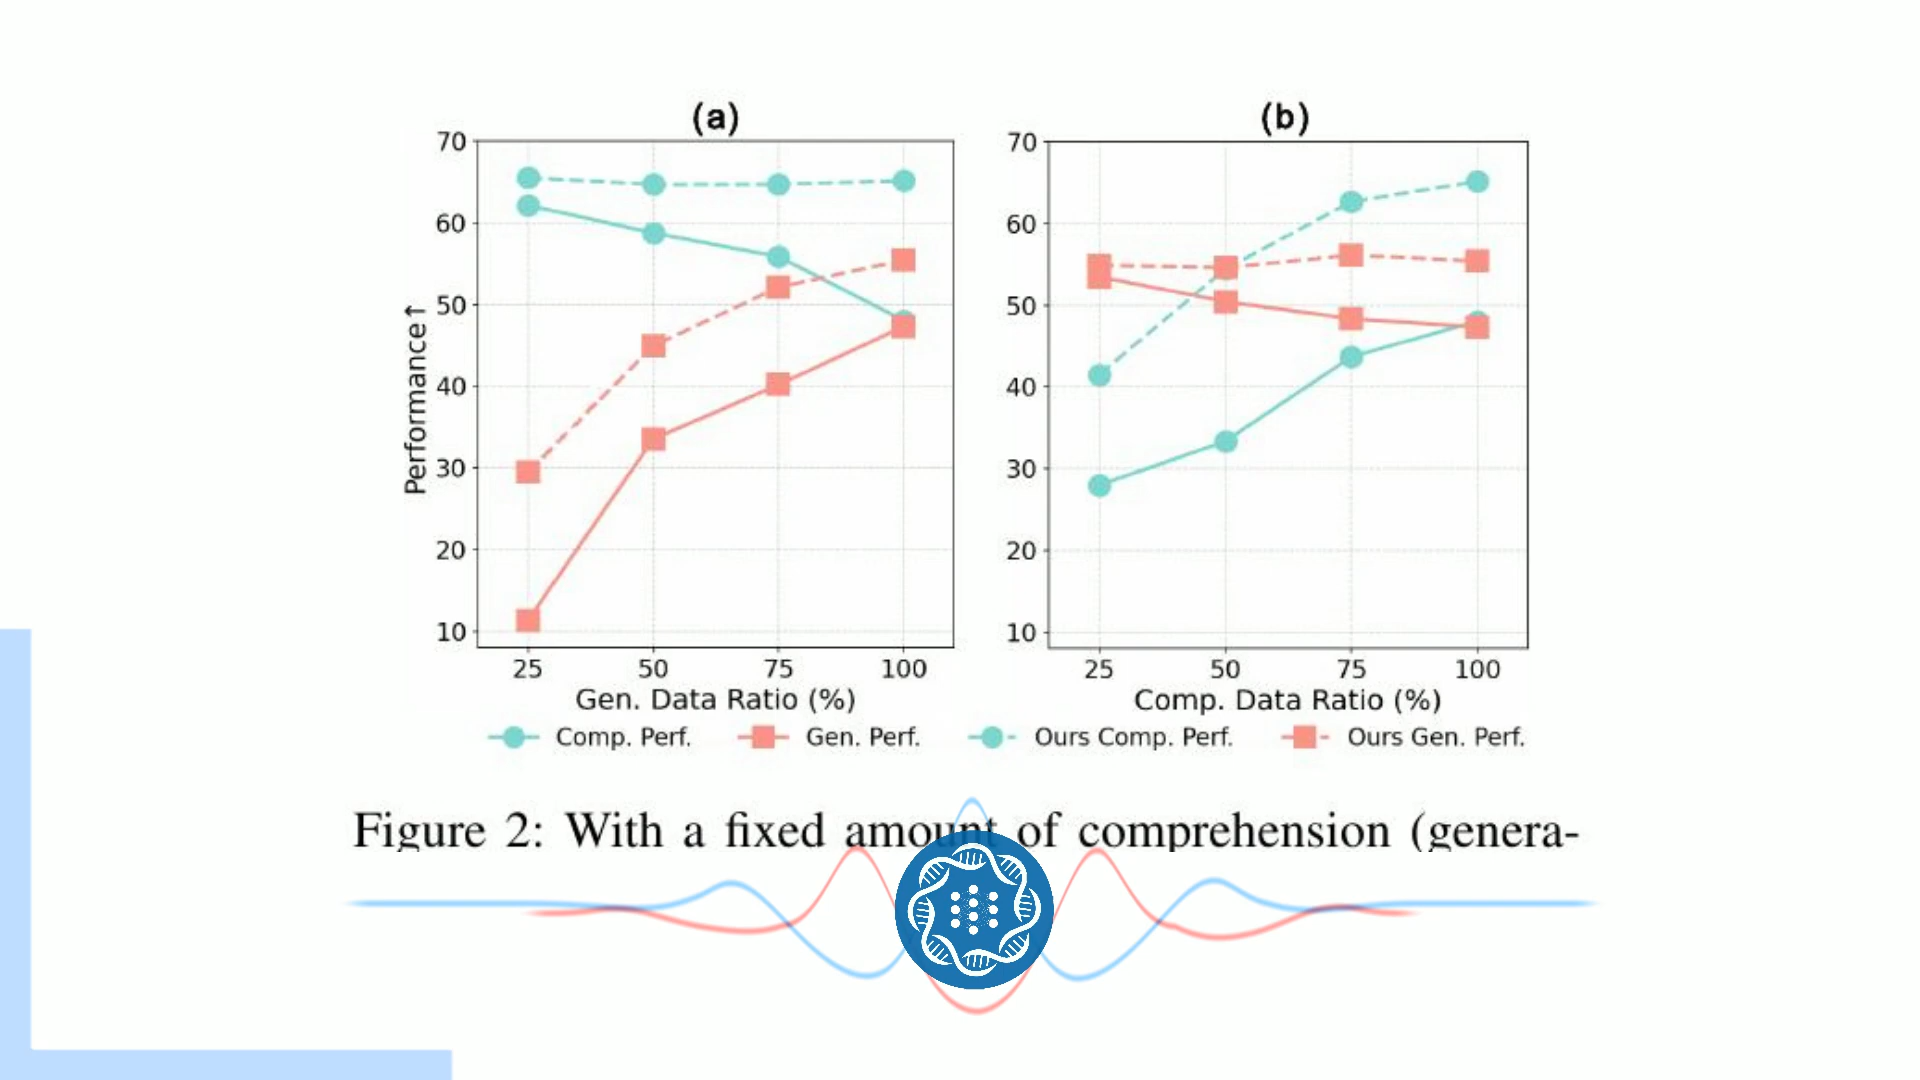 (a)
(b)
70
60
50
40
30
20
10
Performance↑
25 50 75 100
Gen. Data Ratio (%)
70
60
50
40
30
20
10
25 50 75 100
Comp. Data Ratio (%)
Comp. Perf. Gen. Perf. Ours Comp. Perf. Ours Gen. Perf.
Figure 2: With a fixed amount of comprehension (genera-